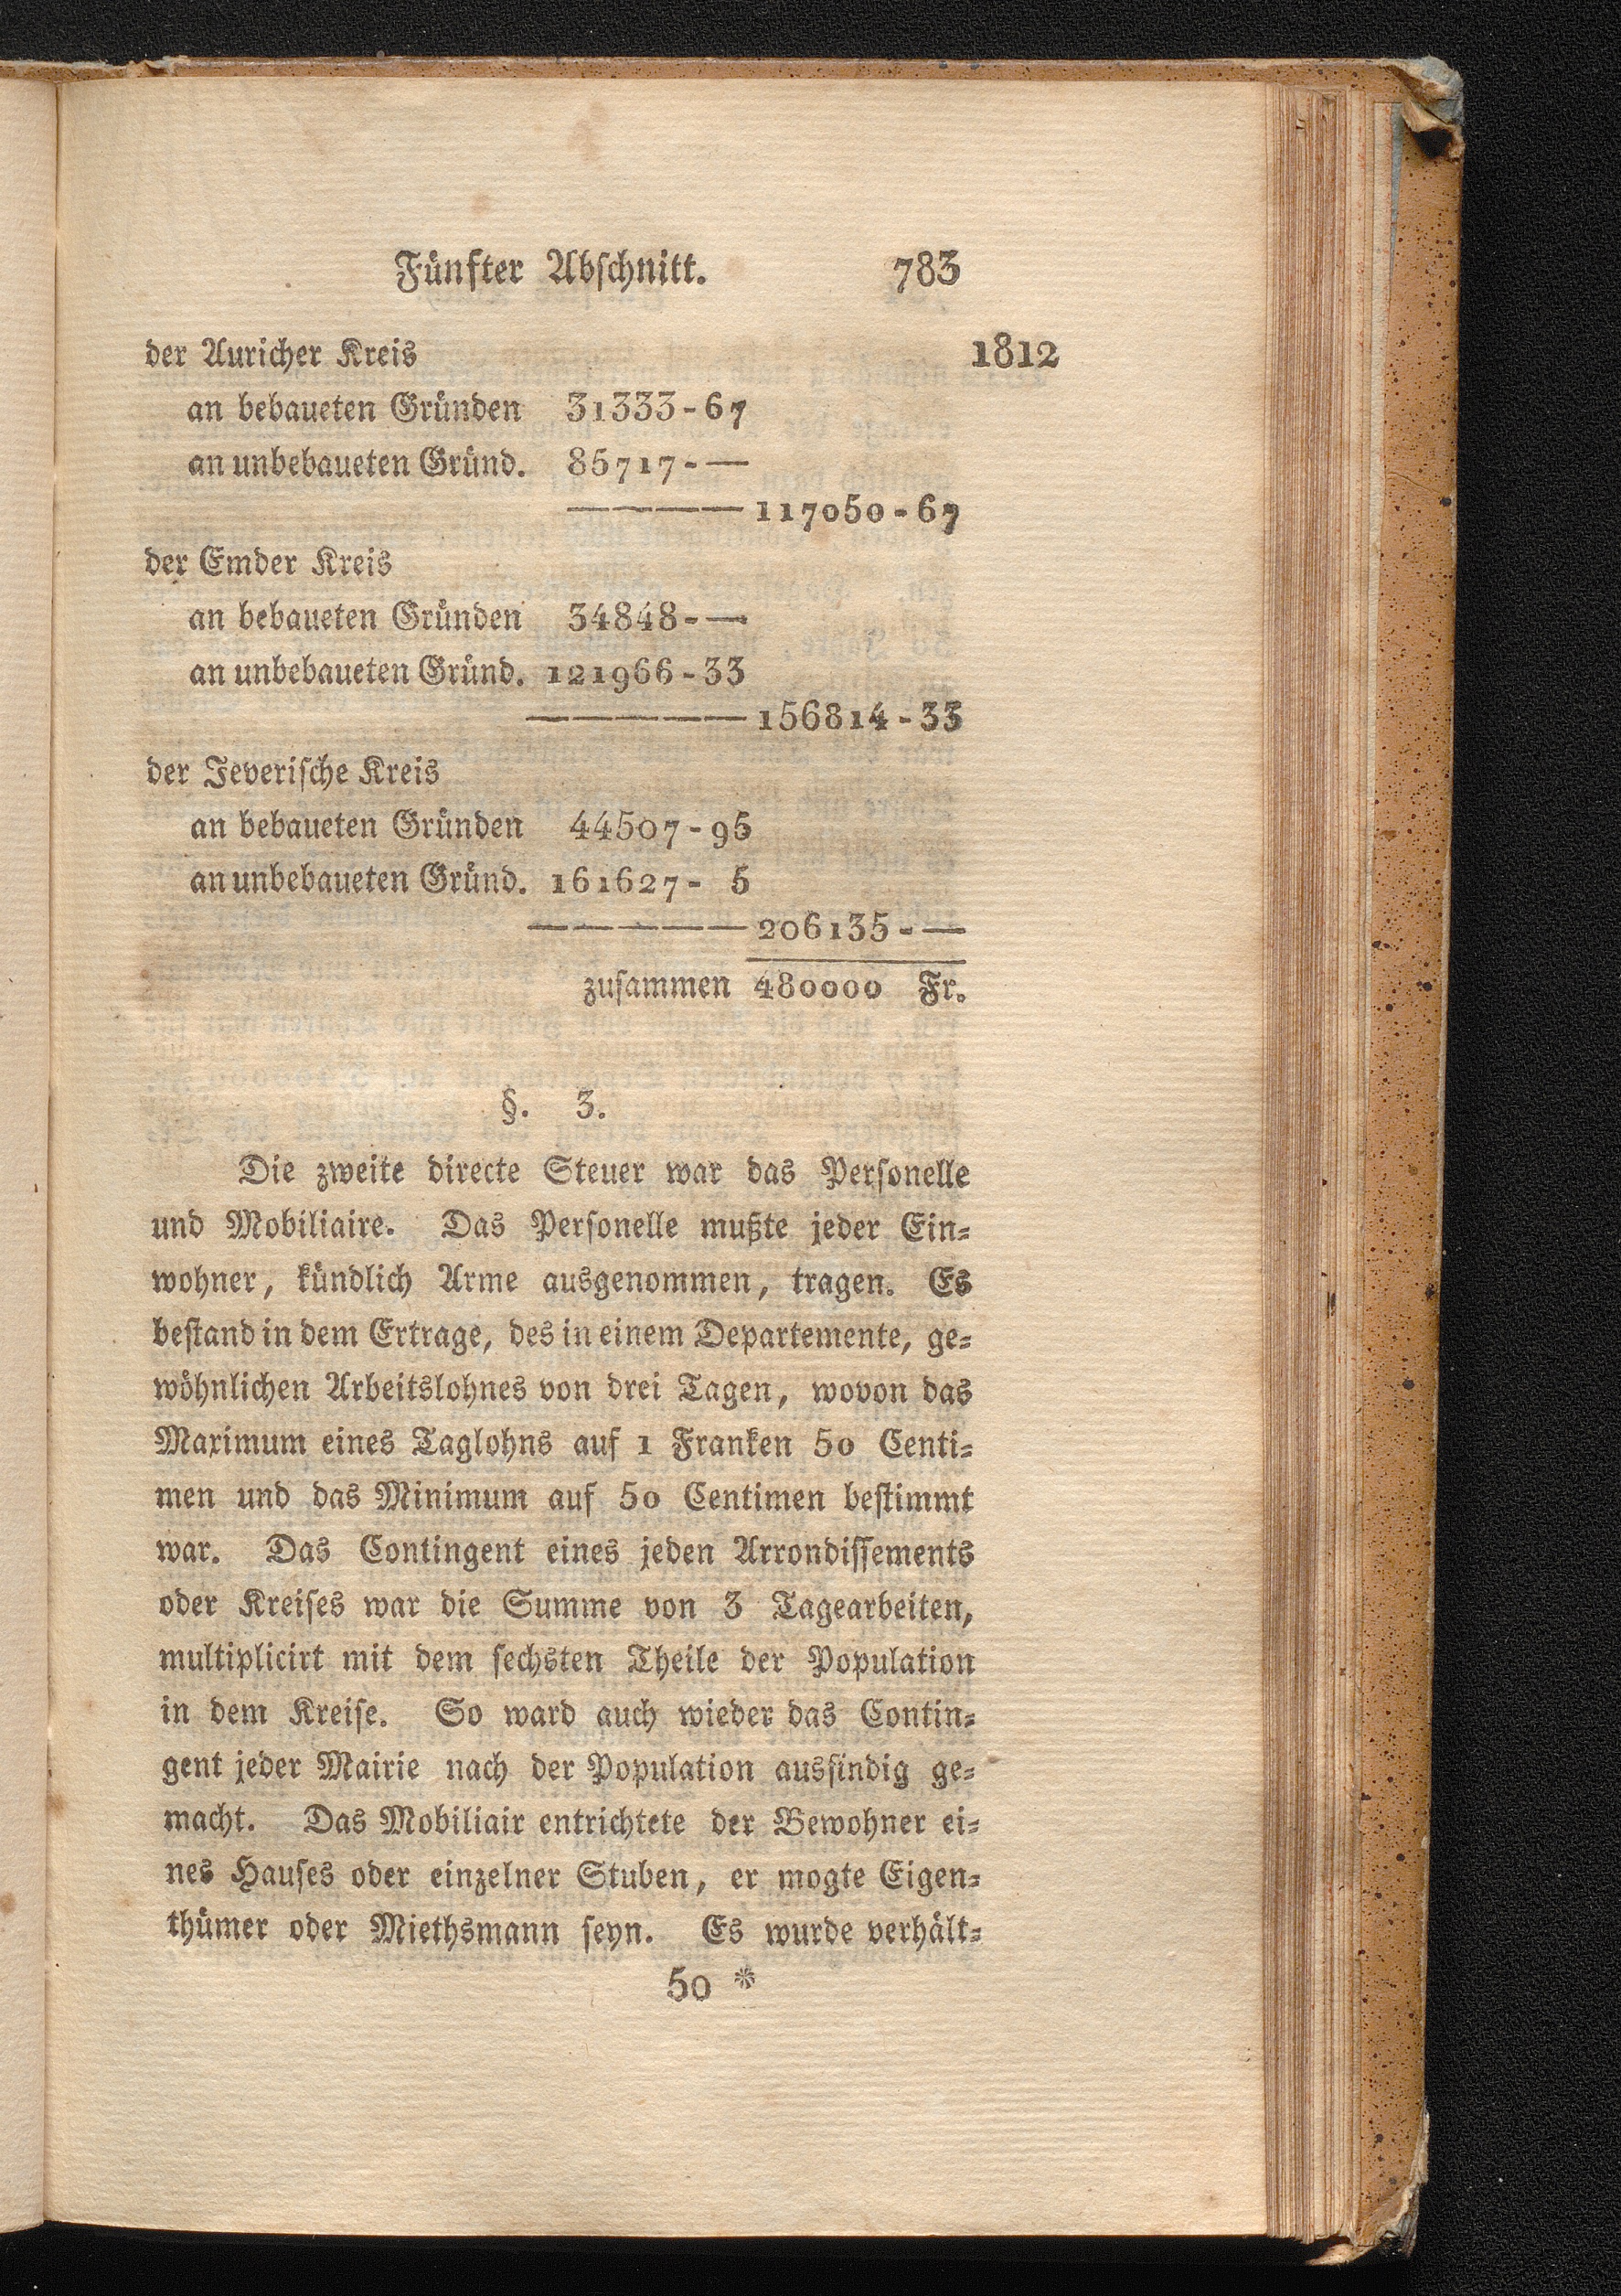 Fünfter Abschnitt. 783
der Auricher Kreis 1812
an bebaueten Gründen 31333-67
an unbebaueten Gründ. 85717-—
———— 117050-67
der Emder Kreis
an bebaueten Gründen 34848-—
an unbebaueten Gründ. 121966-33
————— 156814-33
der Jeverische Kreis
an bebaueten Gründen 44507-95
an unbebaueten Gründ. 161627- 5
————— 206135-—
zusammen 480000 Fr.
§. 3.
Die zweite directe Steuer war das Personelle
und Mobiliaire. Das Personelle mußte jeder Ein-
wohner, kündlich Arme ausgenommen, tragen. Es
bestand in dem Ertrage, des in einem Departemente, ge-
wöhnlichen Arbeitslohnes von drei Tagen, wovon das
Maximum eines Taglohns auf 1 Franken 50 Centi-
men und das Minimum auf 50 Centimen bestimmt
war. Das Contingent eines jeden Arrondissements
oder Kreises war die Summe von 3 Tagearbeiten,
multiplicirt mit dem sechsten Theile der Population
in dem Kreise. So ward auch wieder das Contin-
gent jeder Mairie nach der Population ausfindig ge-
macht. Das Mobiliair entrichtete der Bewohner ei-
nes Hauses oder einzelner Stuben, er mogte Eigen-
thümer oder Miethsmann seyn. Es wurde verhält-
50 *